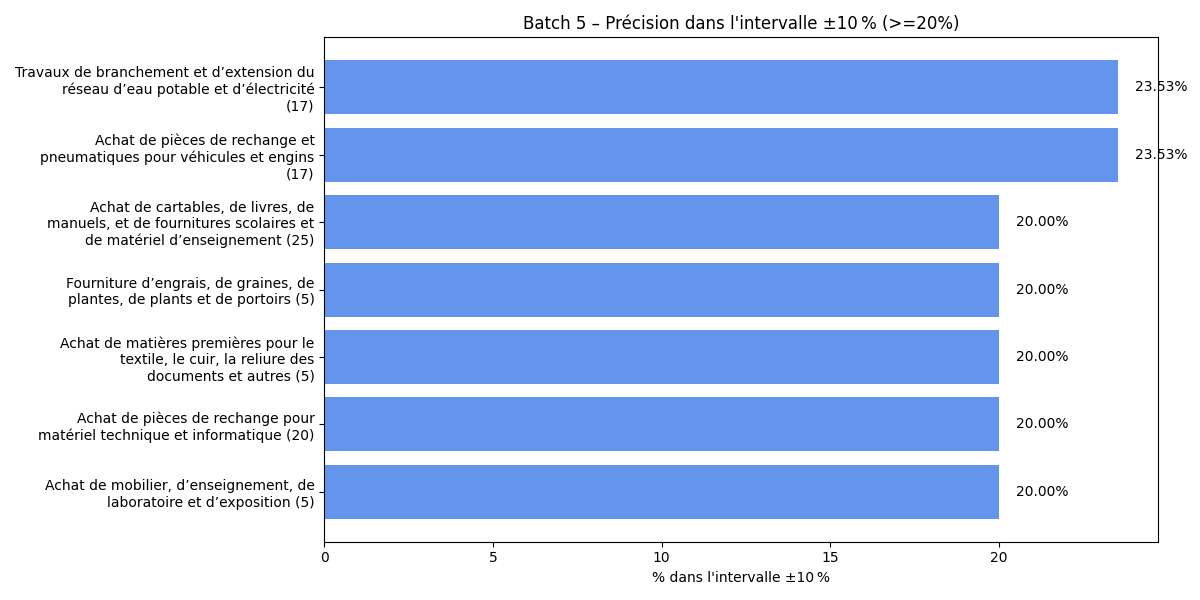 Batch 5 – Précision dans l'intervalle ±10 % (>=20%)
Travaux de branchement et d’extension du
réseau d’eau potable et d’électricité
(17)
23.53%
Achat de pièces de rechange et
pneumatiques pour véhicules et engins
(17)
23.53%
Achat de cartables, de livres, de
manuels, et de fournitures scolaires et
de matériel d’enseignement (25)
20.00%
Fourniture d’engrais, de graines, de
plantes, de plants et de portoirs (5)
20.00%
Achat de matières premières pour le
textile, le cuir, la reliure des
documents et autres (5)
20.00%
Achat de pièces de rechange pour
matériel technique et informatique (20)
20.00%
Achat de mobilier, d’enseignement, de
laboratoire et d’exposition (5)
20.00%
0 5 10 15 20
% dans l'intervalle ±10 %